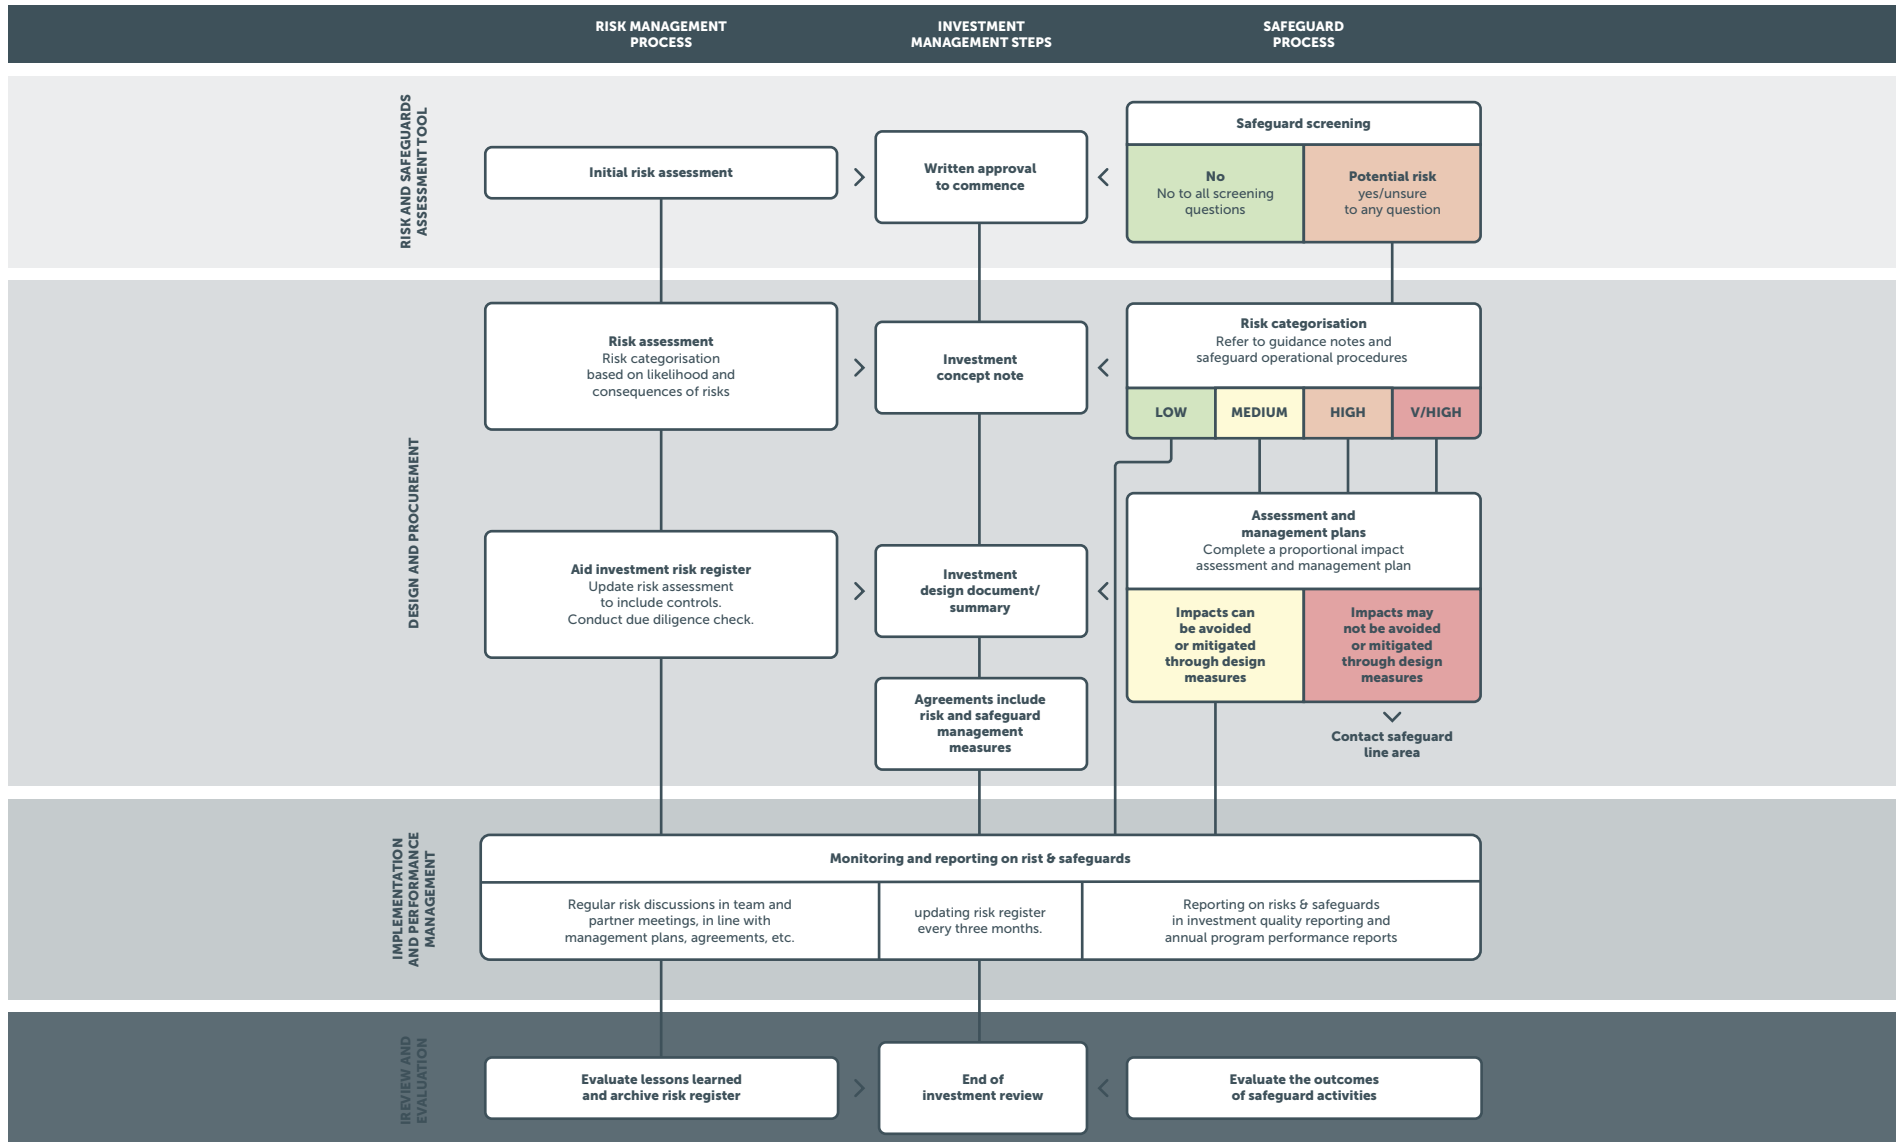 RISK MANAGEMENT
PROCESS
INVESTMENT
MANAGEMENT STEPS
SAFEGUARD
PROCESS
RISK AND SAFEGUARDS
ASSESSMENT TOOL
Initial risk assessment
Written approval
to commence
Safeguard screening
No
No to all screening
questions
Potential risk
yes/unsure
to any question
DESIGN AND PROCUREMENT
Risk assessment
Risk categorisation
based on likelihood and
consequences of risks
Investment
concept note
Risk categorisation
Refer to guidance notes and
safeguard operational procedures
LOW
MEDIUM
HIGH
V/HIGH
Aid investment risk register
Update risk assessment
to include controls.
Conduct due diligence check.
Investment
design document/
summary
Assessment and
management plans
Complete a proportional impact
assessment and management plan
Impacts can
be avoided
or mitigated
through design
measures
Impacts may
not be avoided
or mitigated
through design
measures
Agreements include
risk and safeguard
management
measures
Contact safeguard
line area
IMPLEMENTATION
AND PERFORMANCE
MANAGEMENT
Monitoring and reporting on rist & safeguards
Regular risk discussions in team and
partner meetings, in line with
management plans, agreements, etc.
updating risk register
every three months.
Reporting on risks & safeguards
in investment quality reporting and
annual program performance reports
IREVIEW AND
EVALUATION
Evaluate lessons learned
and archive risk register
End of
investment review
Evaluate the outcomes
of safeguard activities